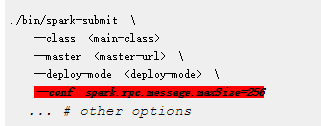 ./bin/spark-submit \
--class <main-class>
--master <master-url> \
--deploy-mode <deploy-mode> \
--conf spark.rpc.message.maxSize=256
... # other options